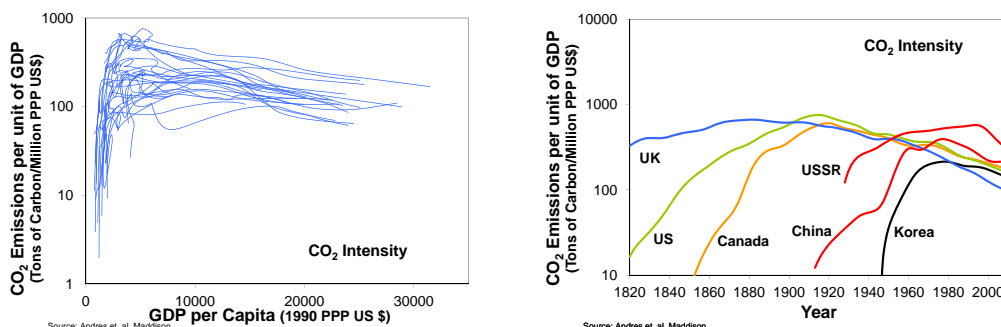 CO2 Emissions per unit of GDP
(Tons of Carbon/Million PPP US$)
1000
100
10
1
CO2 Intensity
0
10000
20000
30000
GDP per Capita (1990 PPP US $)
Source: Andres et. al, Maddison
CO2 Emissions per unit of GDP
(Tons of Carbon/Million PPP US$)
10000
1000
100
10
CO2 Intensity
UK
US
Canada
USSR
China
Korea
1820 1840 1860 1880 1900 1920 1940 1960 1980 2000
Year
Source: Andres et. al, Maddison